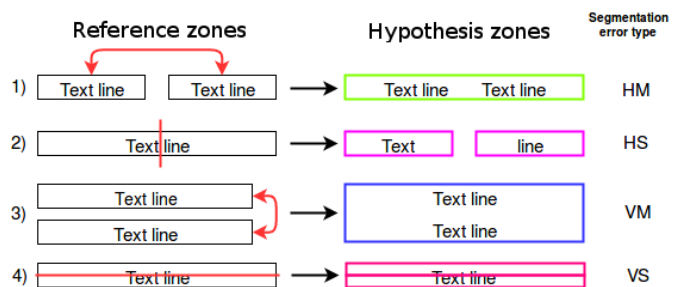 Reference zones Hypothesis zones Segmentation error type
1) Text line Text line Text line Text line HM
2) Text line Text line HS
3) Text line Text line VM
Text line Text line
4) Text line Text line VS